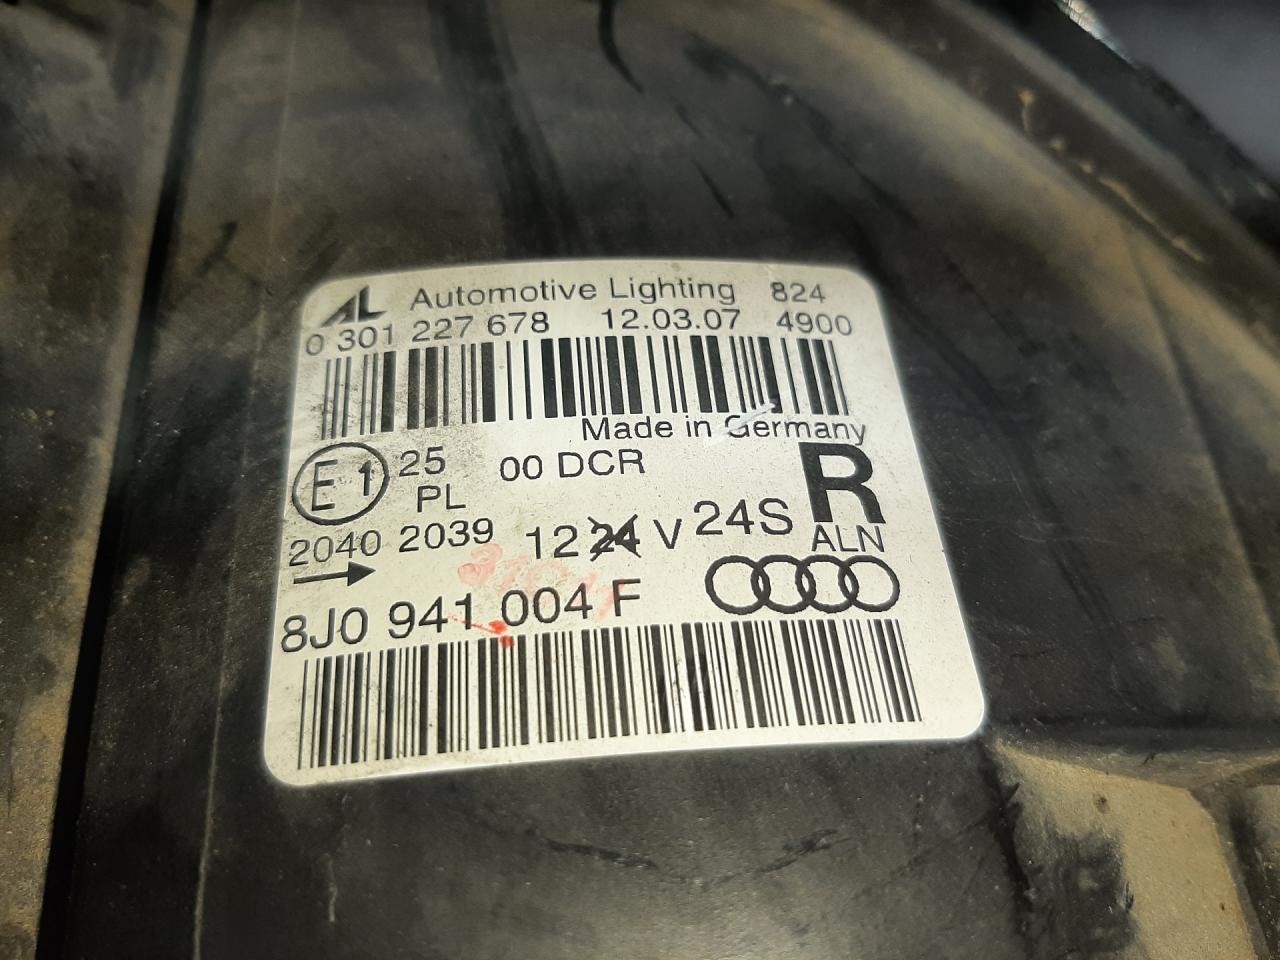 AL Automotive Lighting 824
0 301 227 678 12.03.07 4900
Made in Germany
E1 25 00 DCR R
PL
2040 2039 12 24 V 24S ALN
8J0 941 004 F